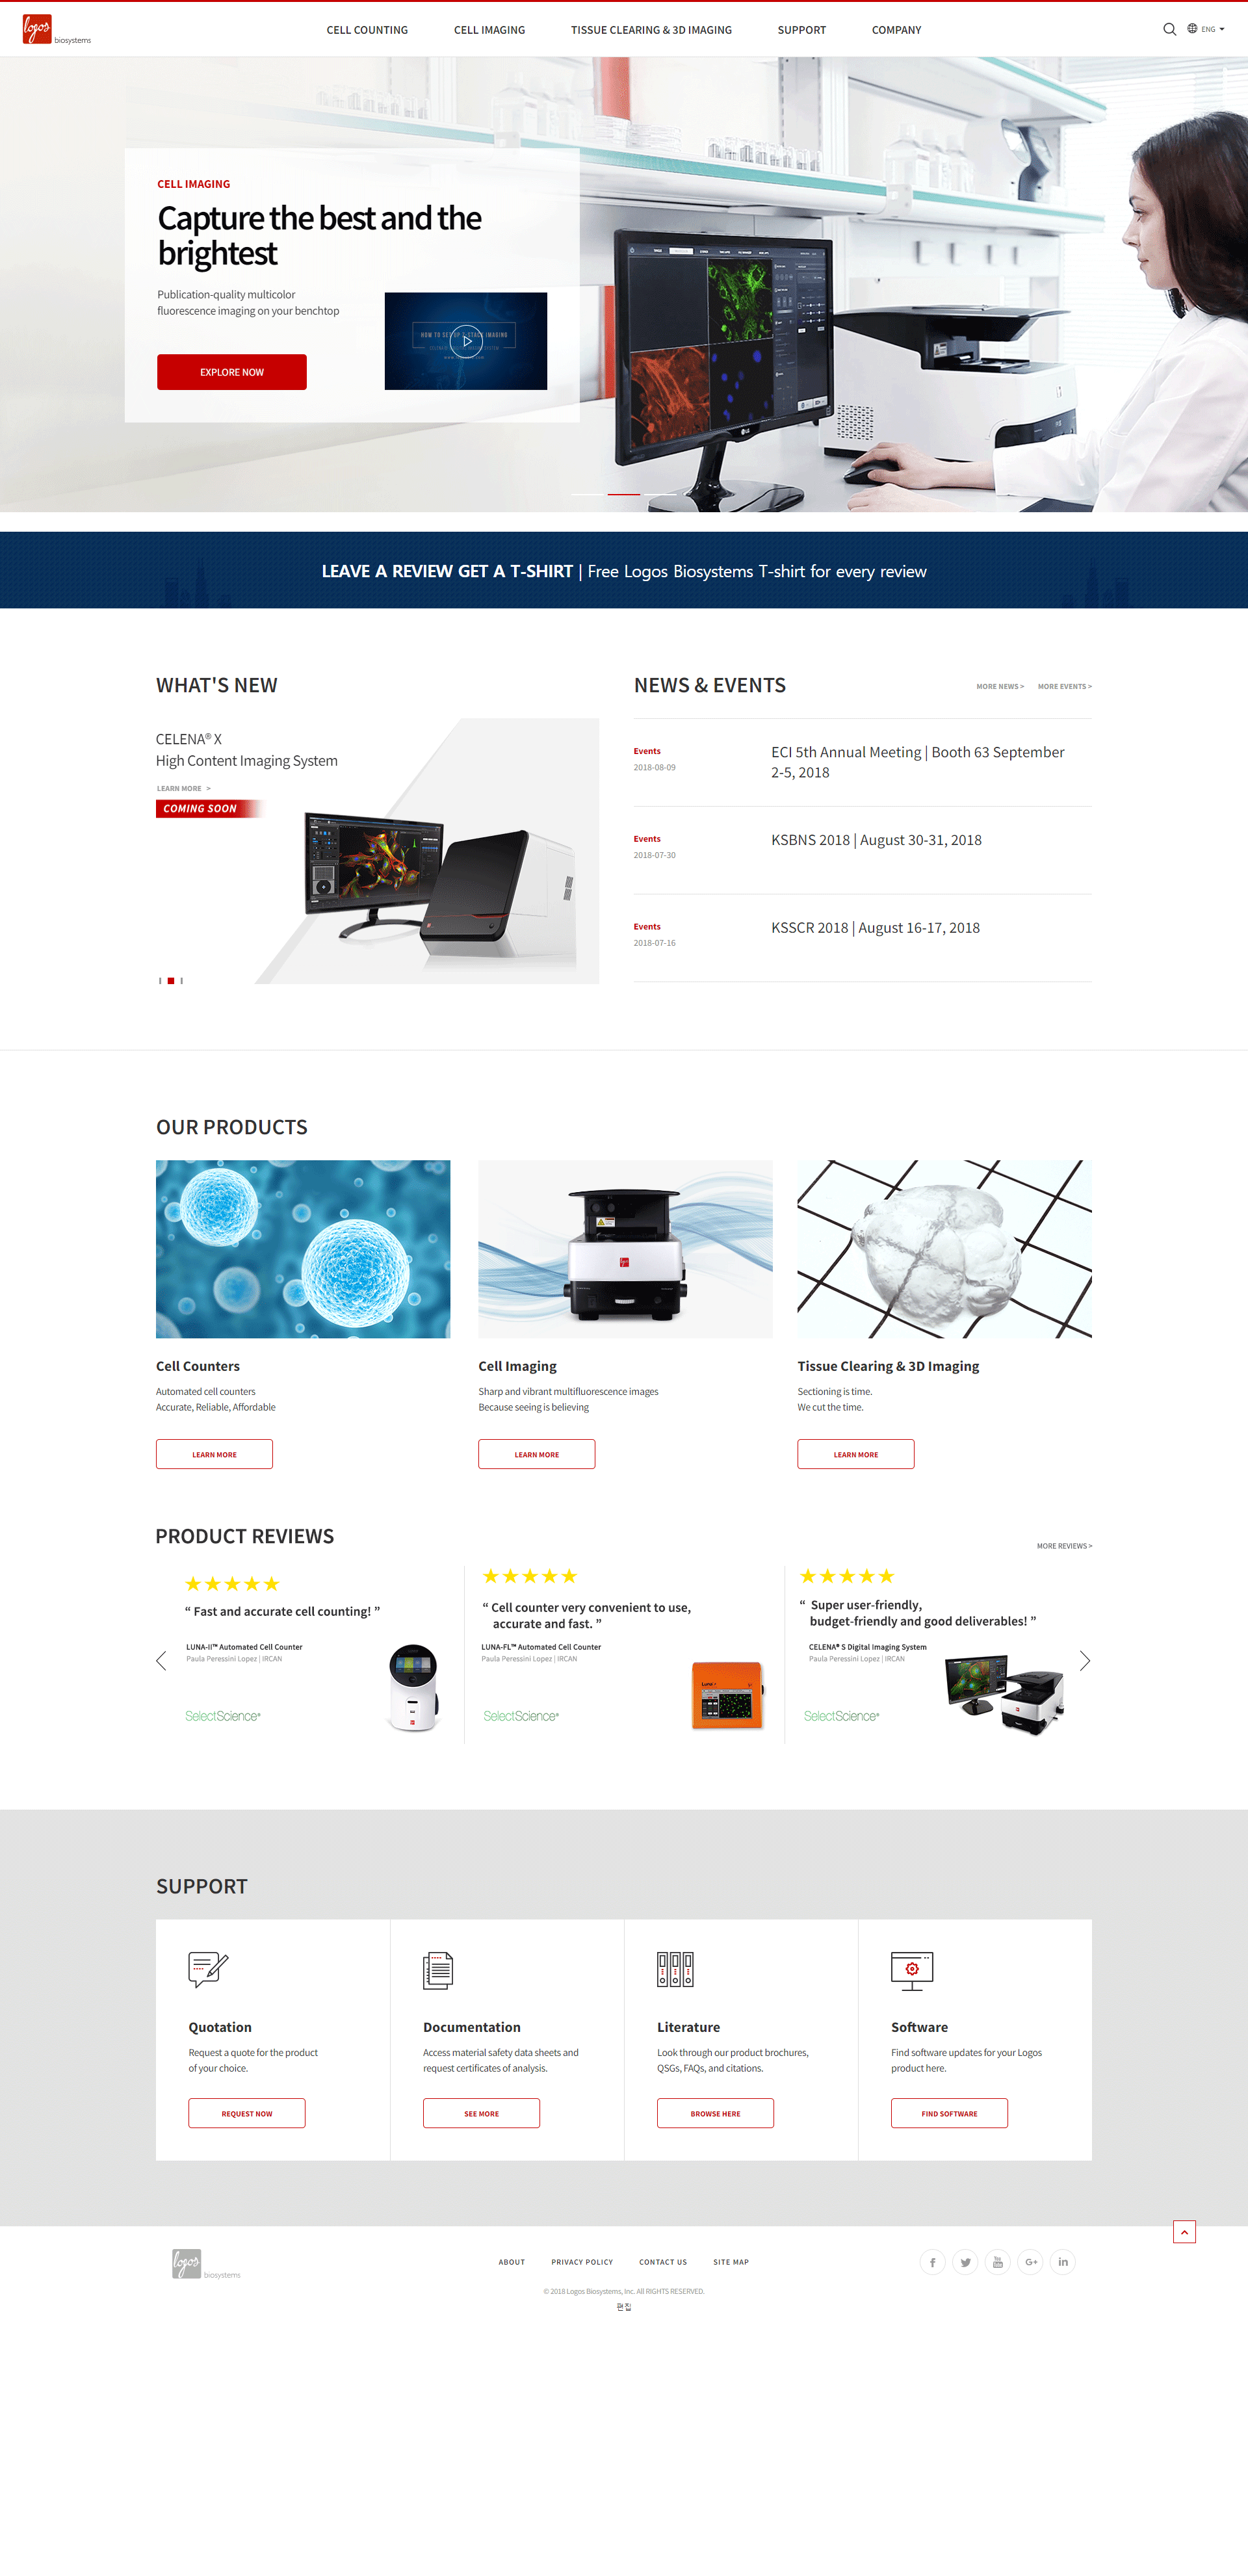 logos
biosystems
CELL COUNTING
CELL IMAGING
TISSUE CLEARING & 3D IMAGING
SUPPORT
COMPANY
ENG
CELL IMAGING
Capture the best and the
brightest
Publication-quality multicolor
fluorescence imaging on your benchtop
EXPLORE NOW
LEAVE A REVIEW GET A T-SHIRT | Free Logos Biosystems T-shirt for every review
WHAT'S NEW
CELENA® X
High Content Imaging System
LEARN MORE >
COMING SOON
NEWS & EVENTS
MORE NEWS >
MORE EVENTS >
Events
2018-08-09
ECI 5th Annual Meeting | Booth 63 September
2-5, 2018
Events
2018-07-30
KSBNS 2018 | August 30-31, 2018
Events
2018-07-16
KSSCR 2018 | August 16-17, 2018
OUR PRODUCTS
Cell Counters
Automated cell counters
Accurate, Reliable, Affordable
LEARN MORE
Cell Imaging
Sharp and vibrant multifluorescence images
Because seeing is believing
LEARN MORE
Tissue Clearing & 3D Imaging
Sectioning is time.
We cut the time.
LEARN MORE
PRODUCT REVIEWS
MORE REVIEWS >
“ Fast and accurate cell counting! ”
LUNA-II™ Automated Cell Counter
Paula Peressini Lopez | IRCAN
SelectScience®
“ Cell counter very convenient to use,
accurate and fast. ”
LUNA-FL™ Automated Cell Counter
Paula Peressini Lopez | IRCAN
SelectScience®
“ Super user-friendly,
budget-friendly and good deliverables! ”
CELENA® S Digital Imaging System
Paula Peressini Lopez | IRCAN
SelectScience®
SUPPORT
Quotation
Request a quote for the product
of your choice.
REQUEST NOW
Documentation
Access material safety data sheets and
request certificates of analysis.
SEE MORE
Literature
Look through our product brochures,
QSGs, FAQs, and citations.
BROWSE HERE
Software
Find software updates for your Logos
product here.
FIND SOFTWARE
logos
biosystems
ABOUT
PRIVACY POLICY
CONTACT US
SITE MAP
© 2018 Logos Biosystems, Inc. All RIGHTS RESERVED.
편집